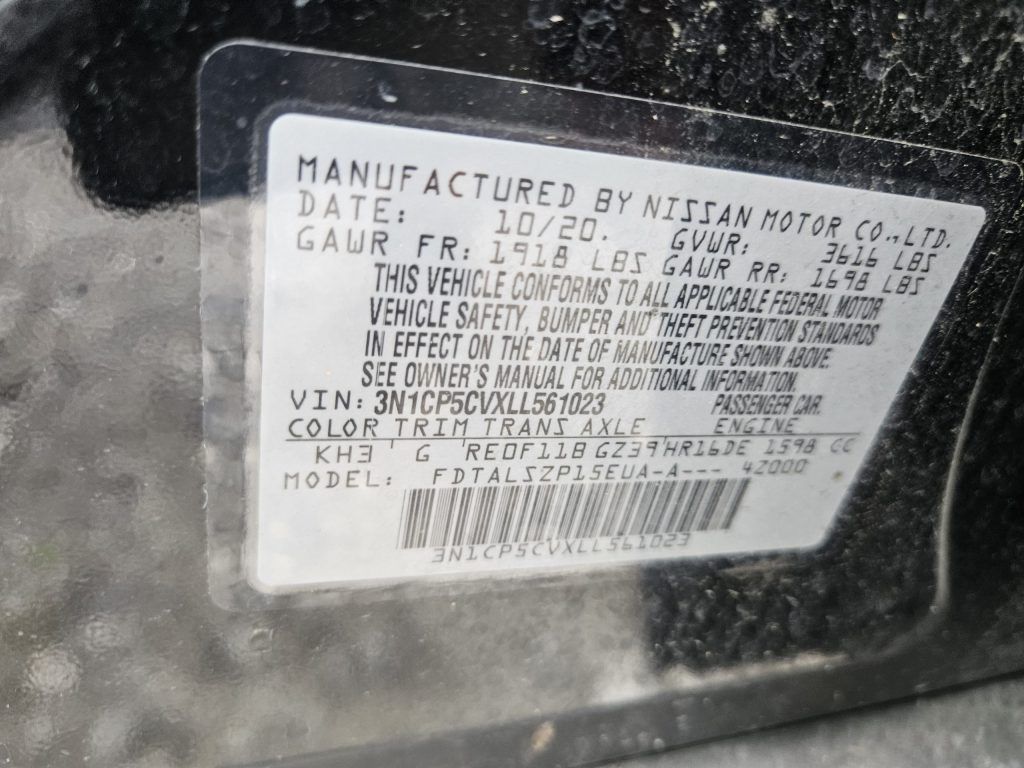 MANUFACTURED BY NISSAN MOTOR CO.,LTD.
DATE: 10/20. GVWR: 3616 LBS
GAWR FR: 1918 LBS GAWR RR: 1698 LBS
THIS VEHICLE CONFORMS TO ALL APPLICABLE FEDERAL MOTOR
VEHICLE SAFETY, BUMPER AND THEFT PREVENTION STANDARDS
IN EFFECT ON THE DATE OF MANUFACTURE SHOWN ABOVE.
SEE OWNER'S MANUAL FOR ADDITIONAL INFORMATION.
VIN: 3N1CP5CVXLL561023 PASSENGER CAR.
COLOR TRIM TRANS AXLE ENGINE
KH3 G RE0F11B GZ39 HR16DE 1598 CC
MODEL: FDTALSZP15EUA-A--- 42000
3N1CP5CVXLL561023